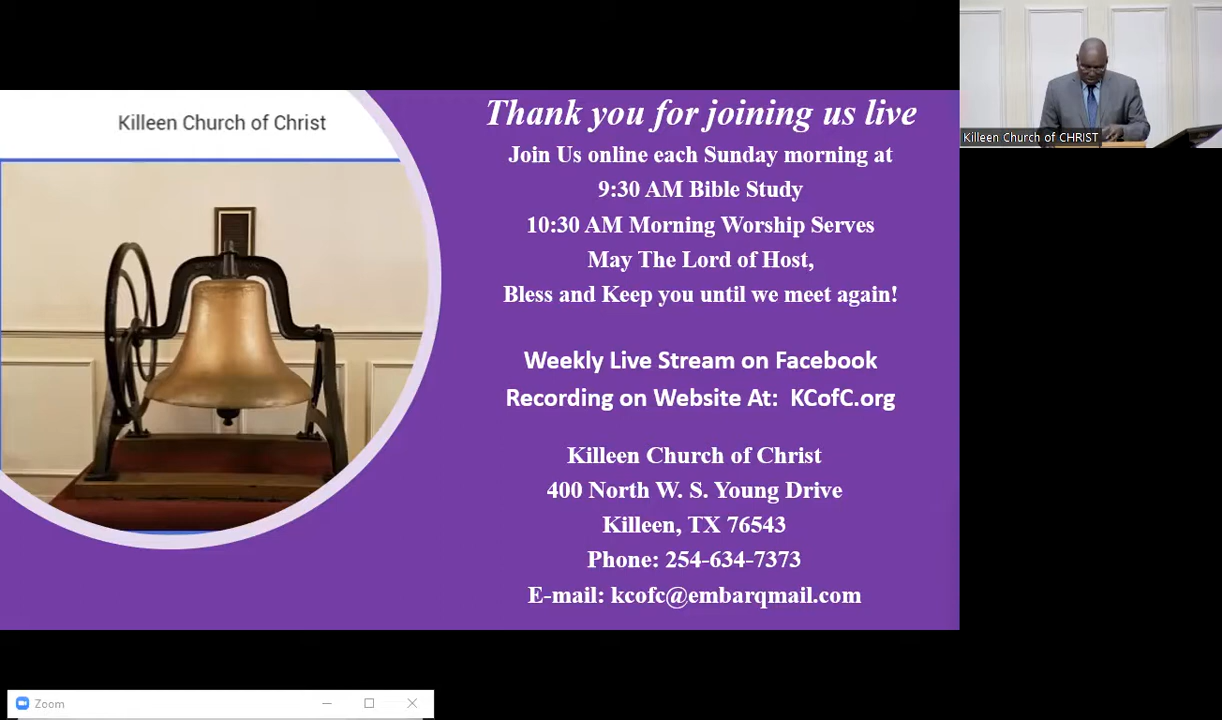 Killeen Church of Christ
Thank you for joining us live
Join Us online each Sunday morning at
9:30 AM Bible Study
10:30 AM Morning Worship Serves
May The Lord of Host,
Bless and Keep you until we meet again!
Weekly Live Stream on Facebook
Recording on Website At: KCofC.org
Killeen Church of Christ
400 North W. S. Young Drive
Killeen, TX 76543
Phone: 254-634-7373
E-mail: kcofc@embarqmail.com
Killeen Church of CHRIST
Zoom